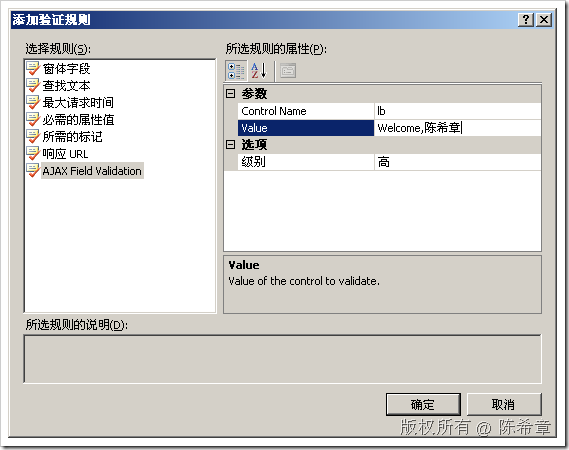 添加验证规则
选择规则(S):
窗体字段
查找文本
最大请求时间
必需的属性值
所需的标记
响应 URL
AJAX Field Validation
所选规则的属性(P):
参数
Control Name lb
Value Welcome,陈希章
选项
级别 高
Value
Value of the control to validate.
所选规则的说明(D):
确定 取消
版权所有 @ 陈希章